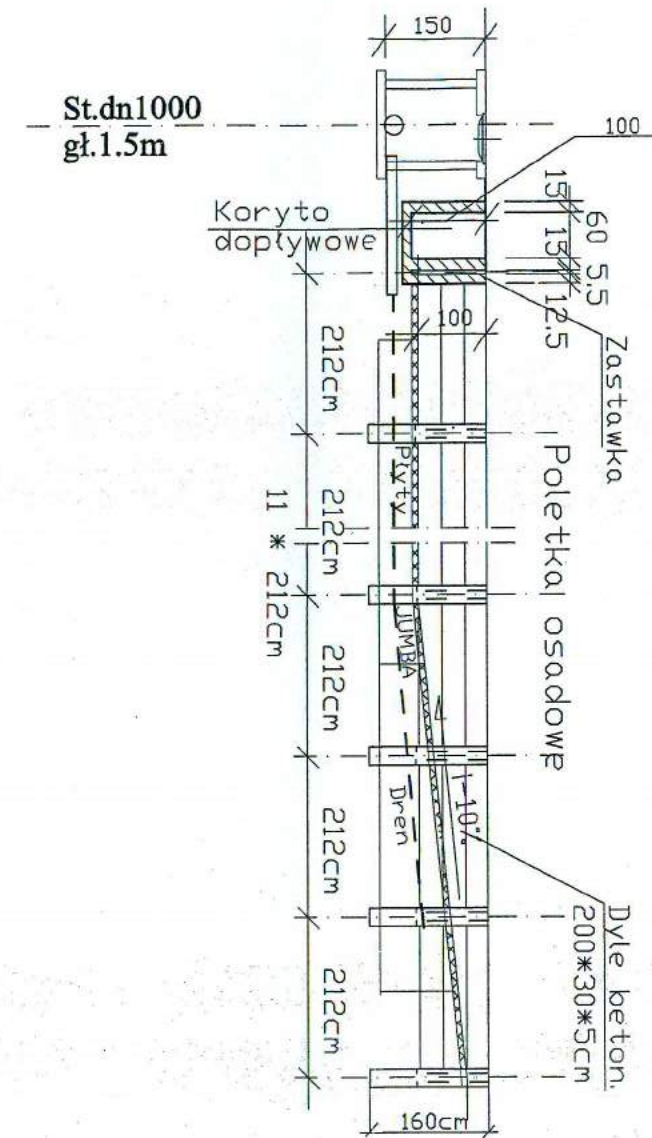 150
St.dn1000
gł.1.5m
100
Koryto
dopływowe
15
60
15
5.5
12.5
Zastawka
100
212cm
Płyty
Poletka osadowe
212cm
11 * 212cm
JUMBA
212cm
Dren
212cm
Dyle beton.
200*30*5cm
212cm
160cm